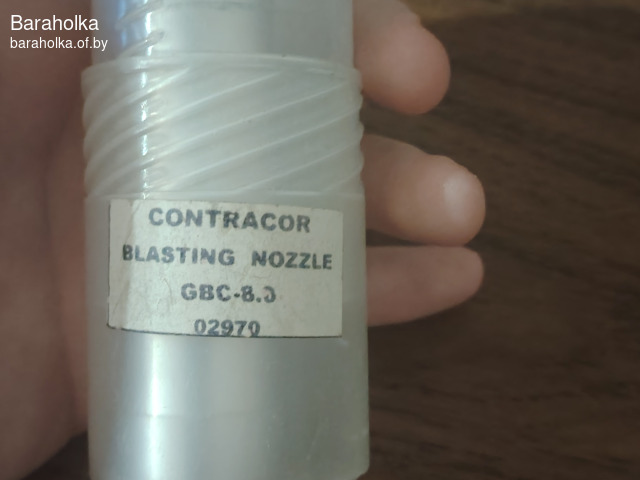 Baraholka
baraholka.of.by
CONTRACOR
BLASTING NOZZLE
GBC-8.0
02970